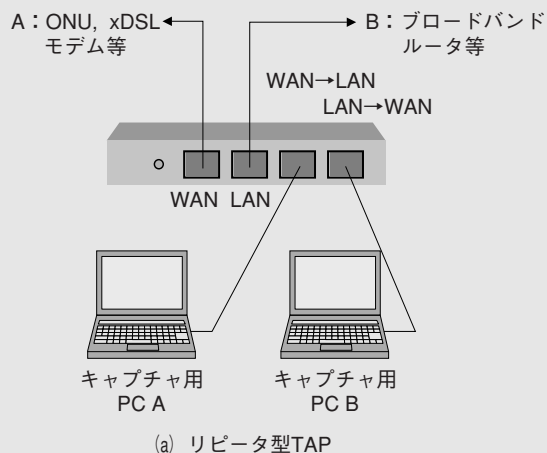 A：ONU, xDSL
モデム等
B：ブロードバンド
ルータ等
WAN→LAN
LAN→WAN
WAN LAN
キャプチャ用
PC A
キャプチャ用
PC B
(a) リピータ型TAP